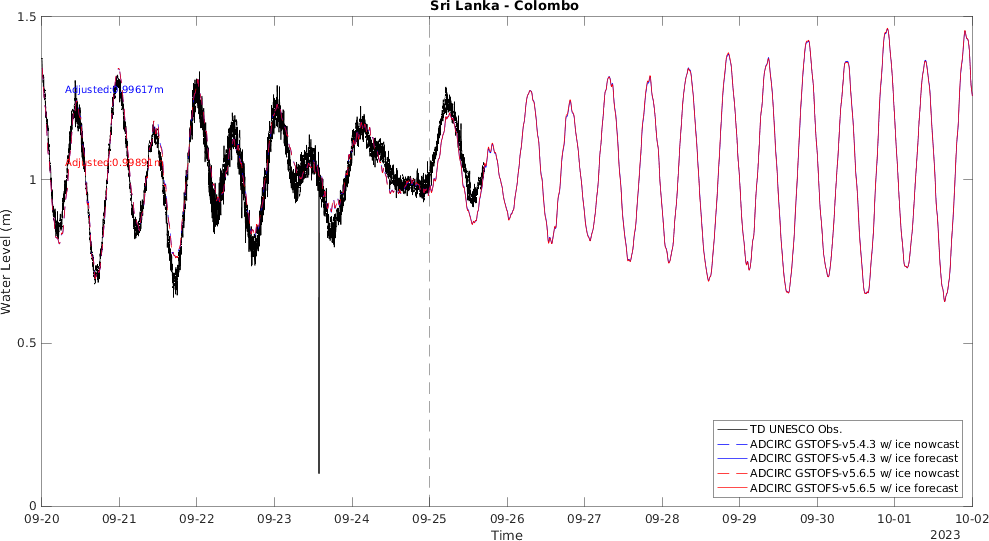 Sri Lanka - Colombo
1.5
Adjusted:0.99617m
Adjusted:0.99891m
1
Water Level (m)
0.5
0
TD UNESCO Obs.
ADCIRC GSTOFS-v5.4.3 w/ ice nowcast
ADCIRC GSTOFS-v5.4.3 w/ ice forecast
ADCIRC GSTOFS-v5.6.5 w/ ice nowcast
ADCIRC GSTOFS-v5.6.5 w/ ice forecast
09-20 09-21 09-22 09-23 09-24 09-25 09-26 09-27 09-28 09-29 09-30 10-01 10-02
Time
2023